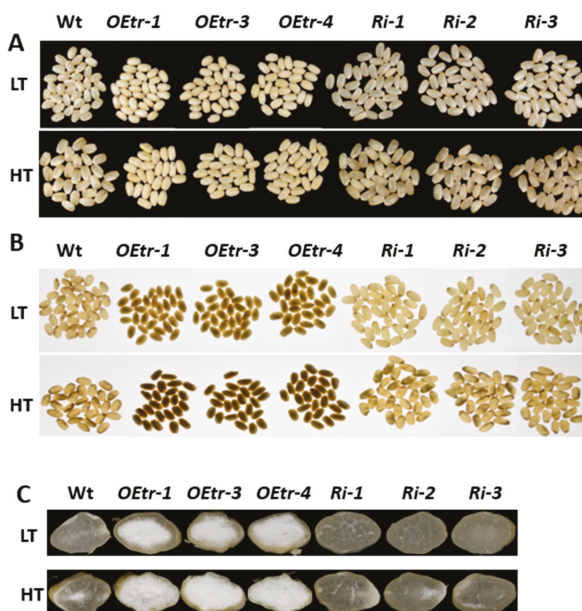 Wt OEtr-1 OEtr-3 OEtr-4 Ri-1 Ri-2 Ri-3
A
LT
HT
B
Wt OEtr-1 OEtr-3 OEtr-4 Ri-1 Ri-2 Ri-3
LT
HT
C
Wt OEtr-1 OEtr-3 OEtr-4 Ri-1 Ri-2 Ri-3
LT
HT